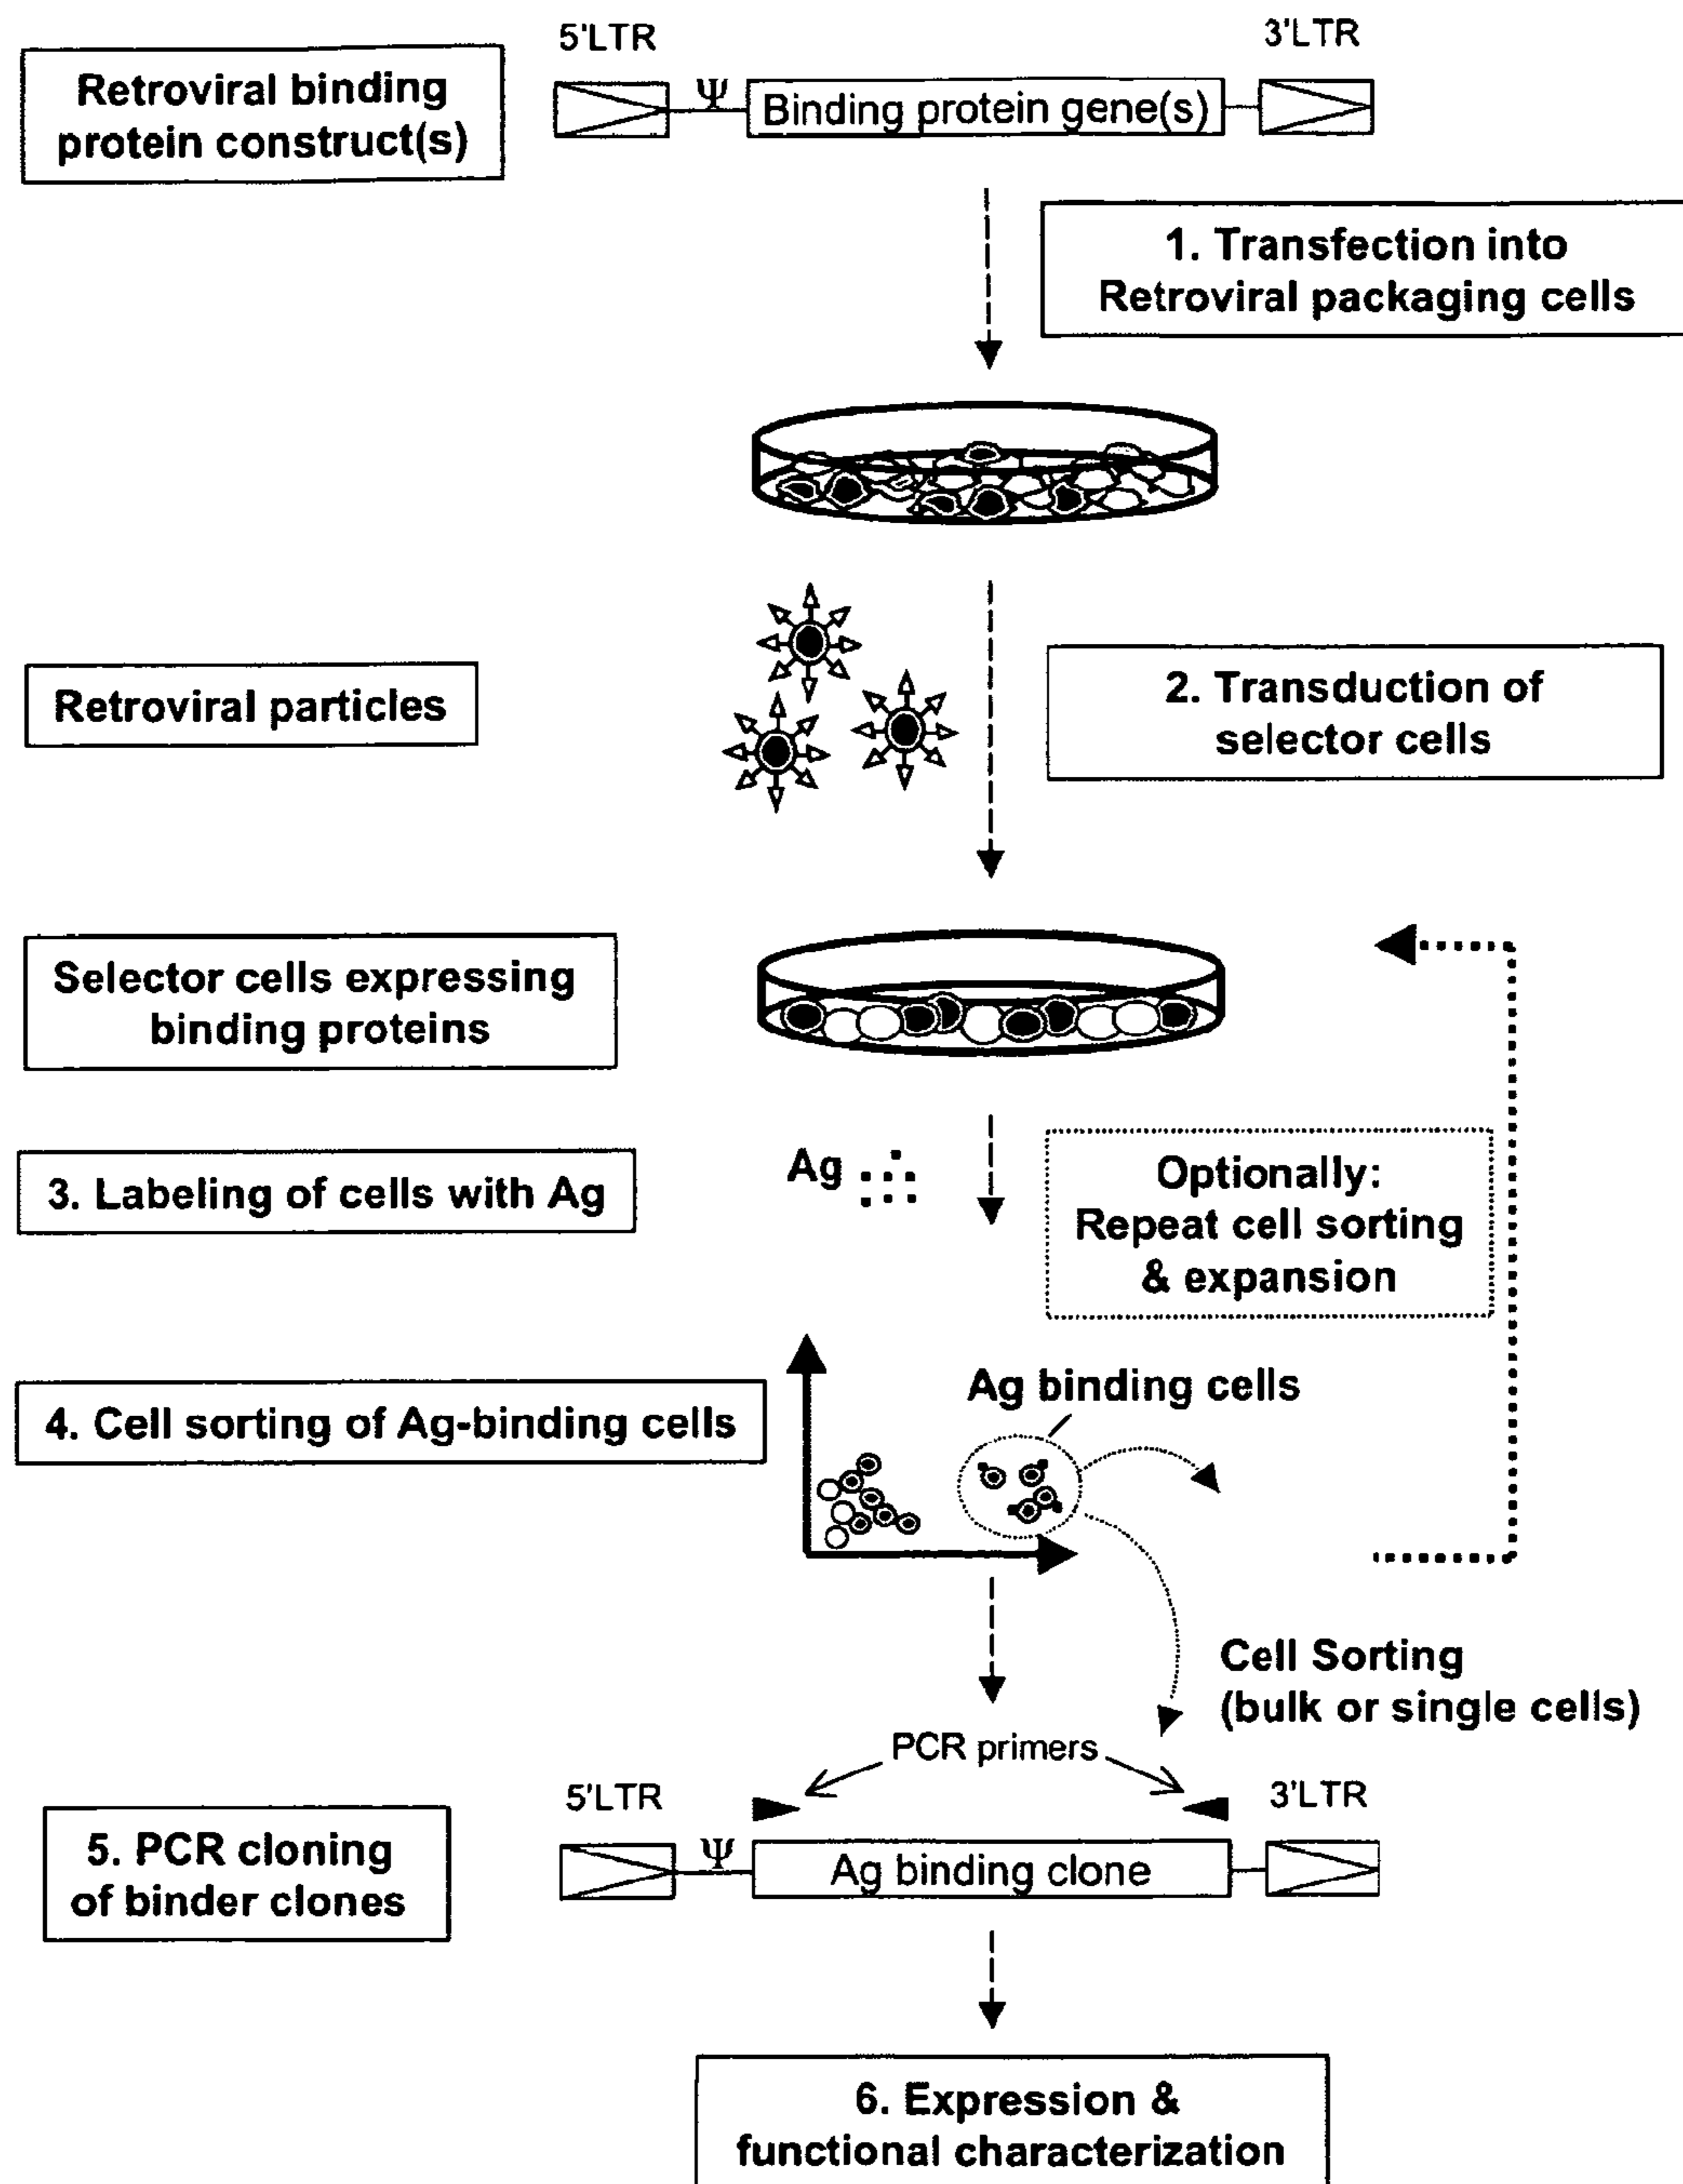 5'LTR
3'LTR
Retroviral binding
protein construct(s)
Ψ
Binding protein gene(s)
1. Transfection into
Retroviral packaging cells
Retroviral particles
2. Transduction of
selector cells
Selector cells expressing
binding proteins
3. Labeling of cells with Ag
Ag
Optionally:
Repeat cell sorting
& expansion
4. Cell sorting of Ag-binding cells
Ag binding cells
Cell Sorting
(bulk or single cells)
PCR primers
5'LTR
3'LTR
5. PCR cloning
of binder clones
Ψ
Ag binding clone
6. Expression &
functional characterization